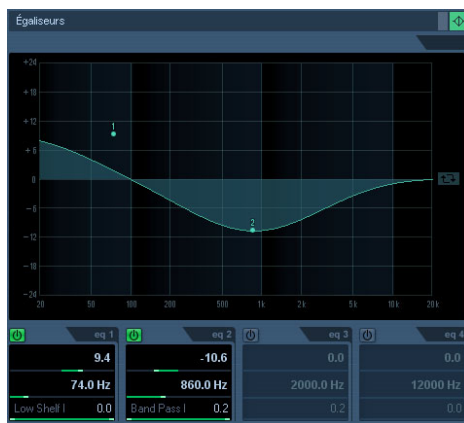 Égaliseurs
+24
+18
+12
1
+6
0
-6
2
-12
-18
-24
20 50 100 200 500 1k 2k 5k 10k 20k
eq 1 eq 2 eq 3 eq 4
9.4 -10.6 0.0 0.0
74.0 Hz 860.0 Hz 2000.0 Hz 12000 Hz
Low Shelf I 0.0 Band Pass I 0.2 0.2 0.0